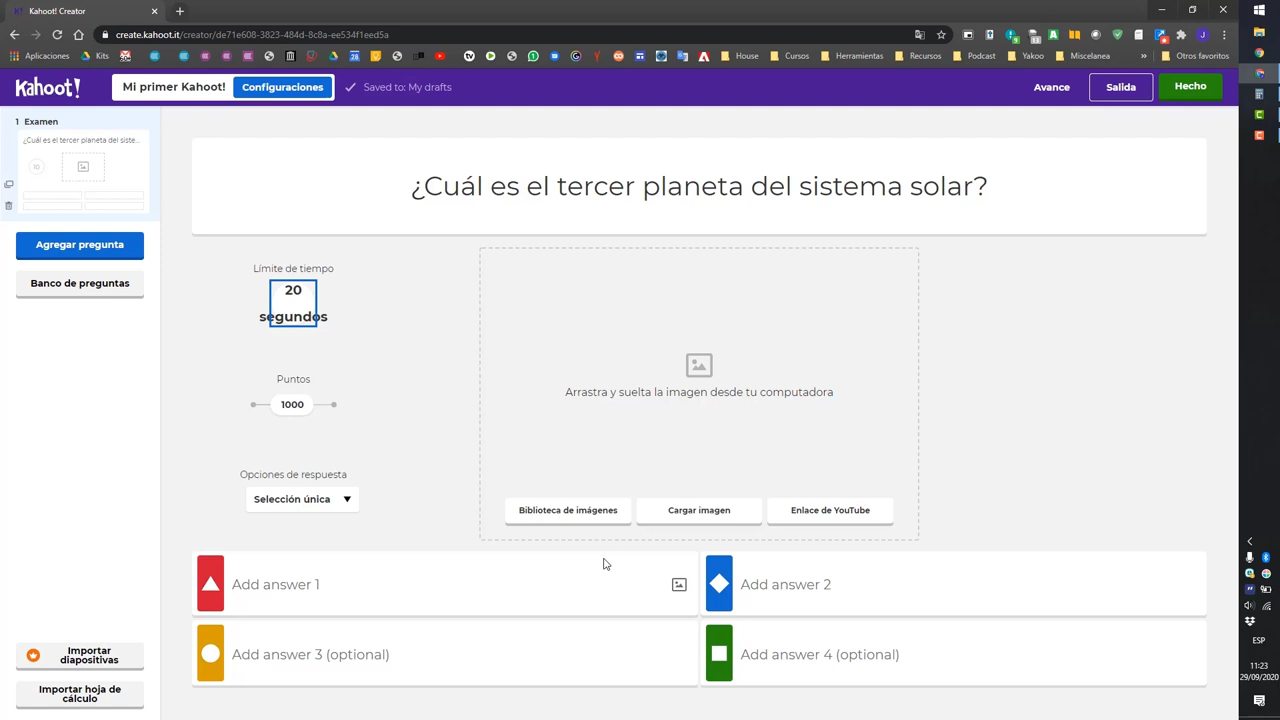 Kahoot! Creator
create.kahoot.it/creator/de71e608-3823-484d-8c8a-ee534f1eed5a
Aplicaciones
Kits
House
Cursos
Herramientas
Recursos
Podcast
Yakoo
Miscelanea
»
Otros favoritos
Kahoot!
Mi primer Kahoot!
Configuraciones
Saved to: My drafts
Avance
Salida
Hecho
1 Examen
¿Cuál es el tercer planeta del siste...
10
Agregar pregunta
Banco de preguntas
¿Cuál es el tercer planeta del sistema solar?
Límite de tiempo
20
segundos
Puntos
1000
Opciones de respuesta
Selección única
Arrastra y suelta la imagen desde tu computadora
Biblioteca de imágenes
Cargar imagen
Enlace de YouTube
Add answer 1
Add answer 2
Add answer 3 (optional)
Add answer 4 (optional)
Importar
diapositivas
Importar hoja de
cálculo
ESP
11:23
29/09/2020